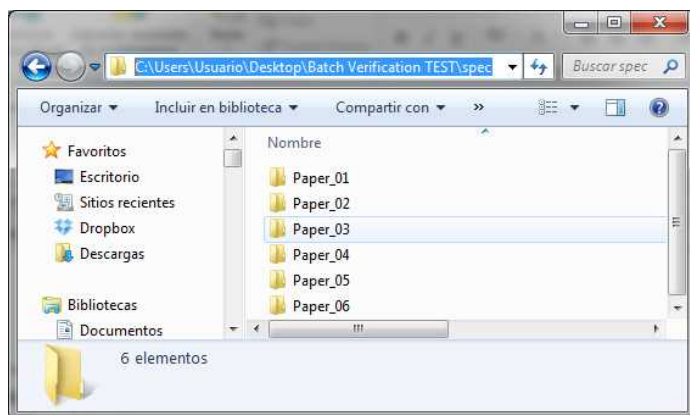 C:\Users\Usuario\Desktop\Batch Verification TEST\spec
Buscar spec
Organizar
Incluir en biblioteca
Compartir con
»
Favoritos
Escritorio
Sitios recientes
Dropbox
Descargas
Bibliotecas
Documentos
Nombre
Paper_01
Paper_02
Paper_03
Paper_04
Paper_05
Paper_06
6 elementos